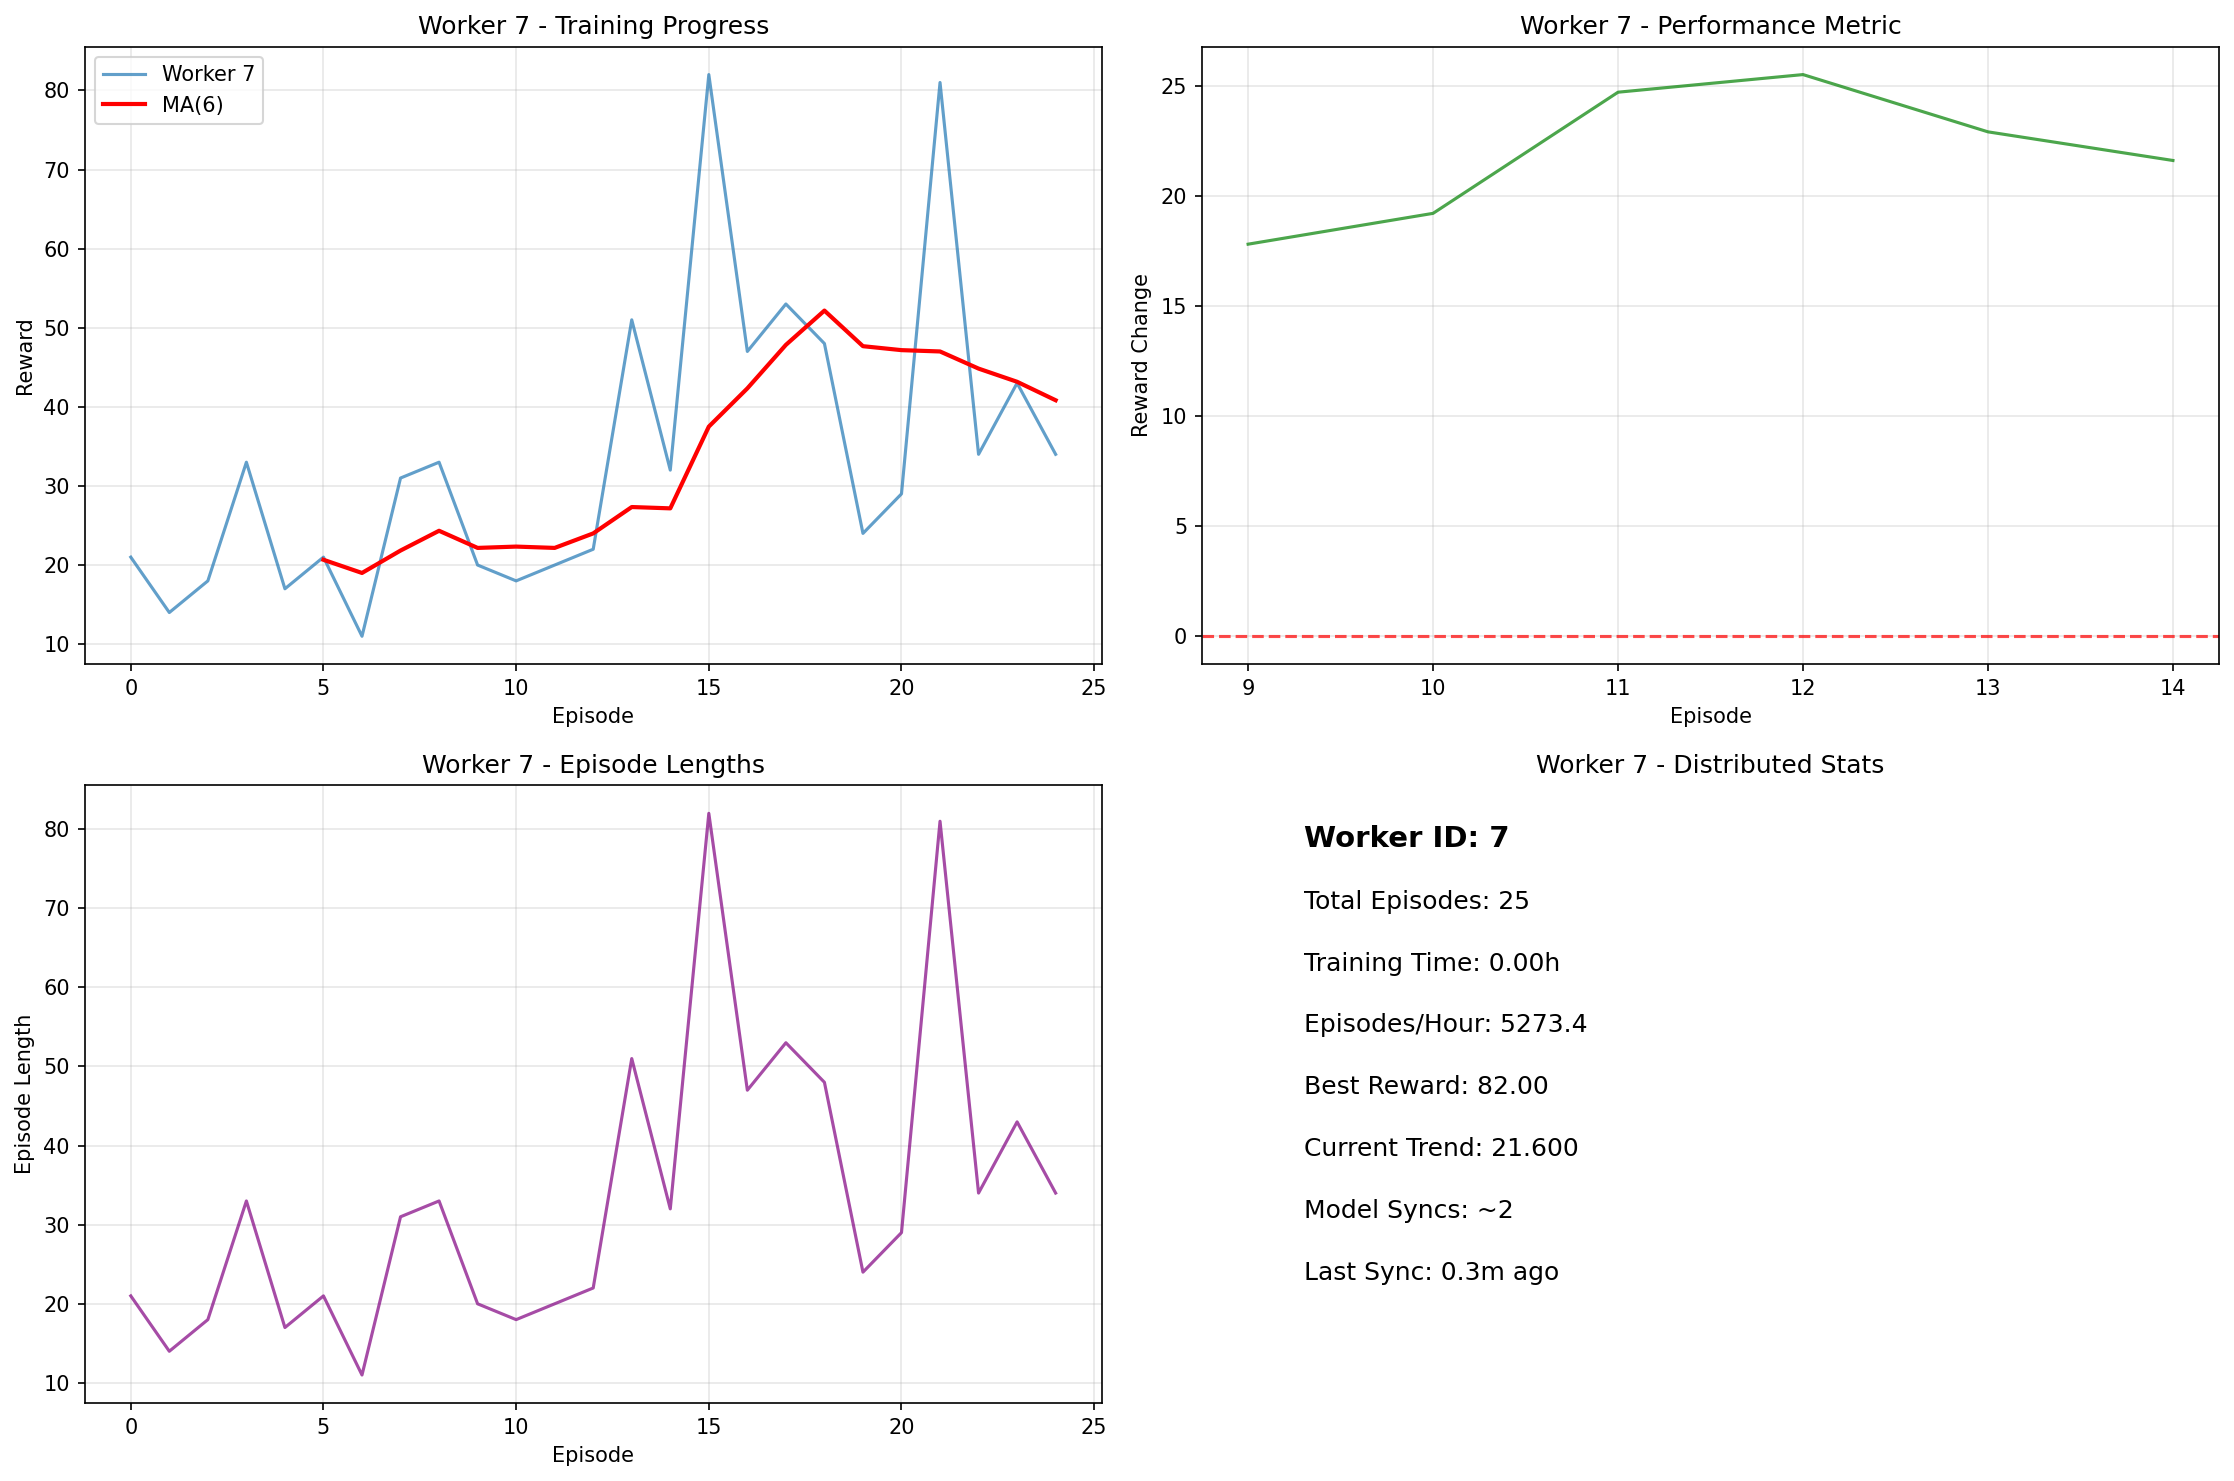 Worker 7 - Training Progress
Worker 7
MA(6)
Reward
80
70
60
50
40
30
20
10
0 5 10 15 20 25
Episode
Worker 7 - Performance Metric
Reward Change
25
20
15
10
5
0
9 10 11 12 13 14
Episode
Worker 7 - Episode Lengths
Episode Length
80
70
60
50
40
30
20
10
0 5 10 15 20 25
Episode
Worker 7 - Distributed Stats
Worker ID: 7
Total Episodes: 25
Training Time: 0.00h
Episodes/Hour: 5273.4
Best Reward: 82.00
Current Trend: 21.600
Model Syncs: ~2
Last Sync: 0.3m ago